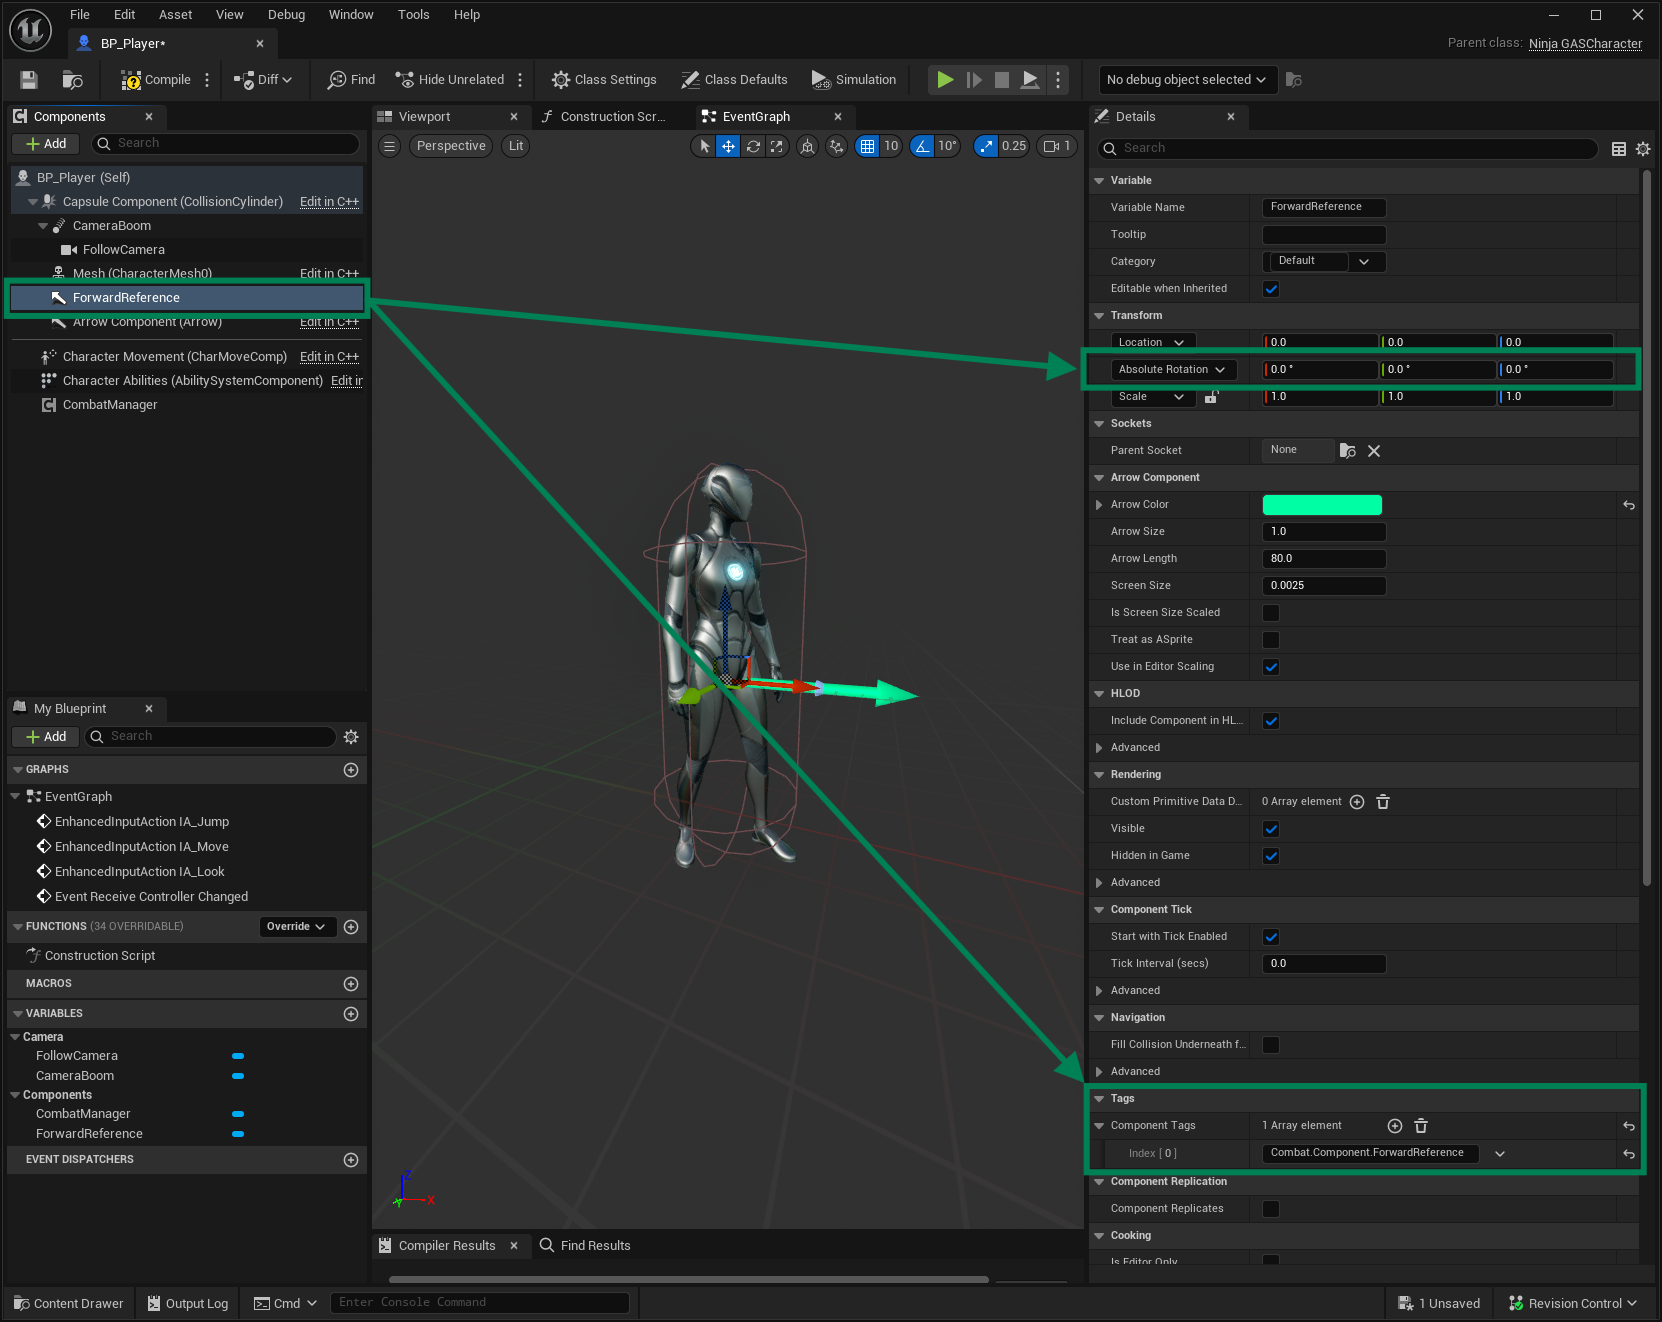 File Edit Asset View Debug Window Tools Help
BP_Player*
Parent class: Ninja GASCharacter
Compile Diff Find Hide Unrelated Class Settings Class Defaults Simulation No debug object selected
Components
Add Search
BP_Player (Self)
Capsule Component (CollisionCylinder) Edit in C++
CameraBoom
FollowCamera
Mesh (CharacterMesh0) Edit in C++
ForwardReference
Arrow Component (Arrow) Edit in C++
Character Movement (CharMoveComp) Edit in C++
Character Abilities (AbilitySystemComponent) Edit in
CombatManager
My Blueprint
Add Search
GRAPHS
EventGraph
EnhancedInputAction IA_Jump
EnhancedInputAction IA_Move
EnhancedInputAction IA_Look
Event Receive Controller Changed
FUNCTIONS (34 OVERRIDABLE) Override
Construction Script
MACROS
VARIABLES
Camera
FollowCamera
CameraBoom
Components
CombatManager
ForwardReference
EVENT DISPATCHERS
Viewport Construction Scr... EventGraph
Perspective Lit 10 10° 0.25 1
Z
X
Y
Compiler Results Find Results
Details
Search
Variable
Variable Name ForwardReference
Tooltip
Category Default
Editable when Inherited
Transform
Location 0.0 0.0 0.0
Absolute Rotation 0.0 ° 0.0 ° 0.0 °
Scale 1.0 1.0 1.0
Sockets
Parent Socket None
Arrow Component
Arrow Color
Arrow Size 1.0
Arrow Length 80.0
Screen Size 0.0025
Is Screen Size Scaled
Treat as ASprite
Use in Editor Scaling
HLOD
Include Component in HL...
Advanced
Rendering
Custom Primitive Data D... 0 Array element
Visible
Hidden in Game
Advanced
Component Tick
Start with Tick Enabled
Tick Interval (secs) 0.0
Advanced
Navigation
Fill Collision Underneath f...
Advanced
Tags
Component Tags 1 Array element
Index [ 0 ] Combat.Component.ForwardReference
Component Replication
Component Replicates
Cooking
Is Editor Only
Content Drawer Output Log Cmd Enter Console Command 1 Unsaved Revision Control